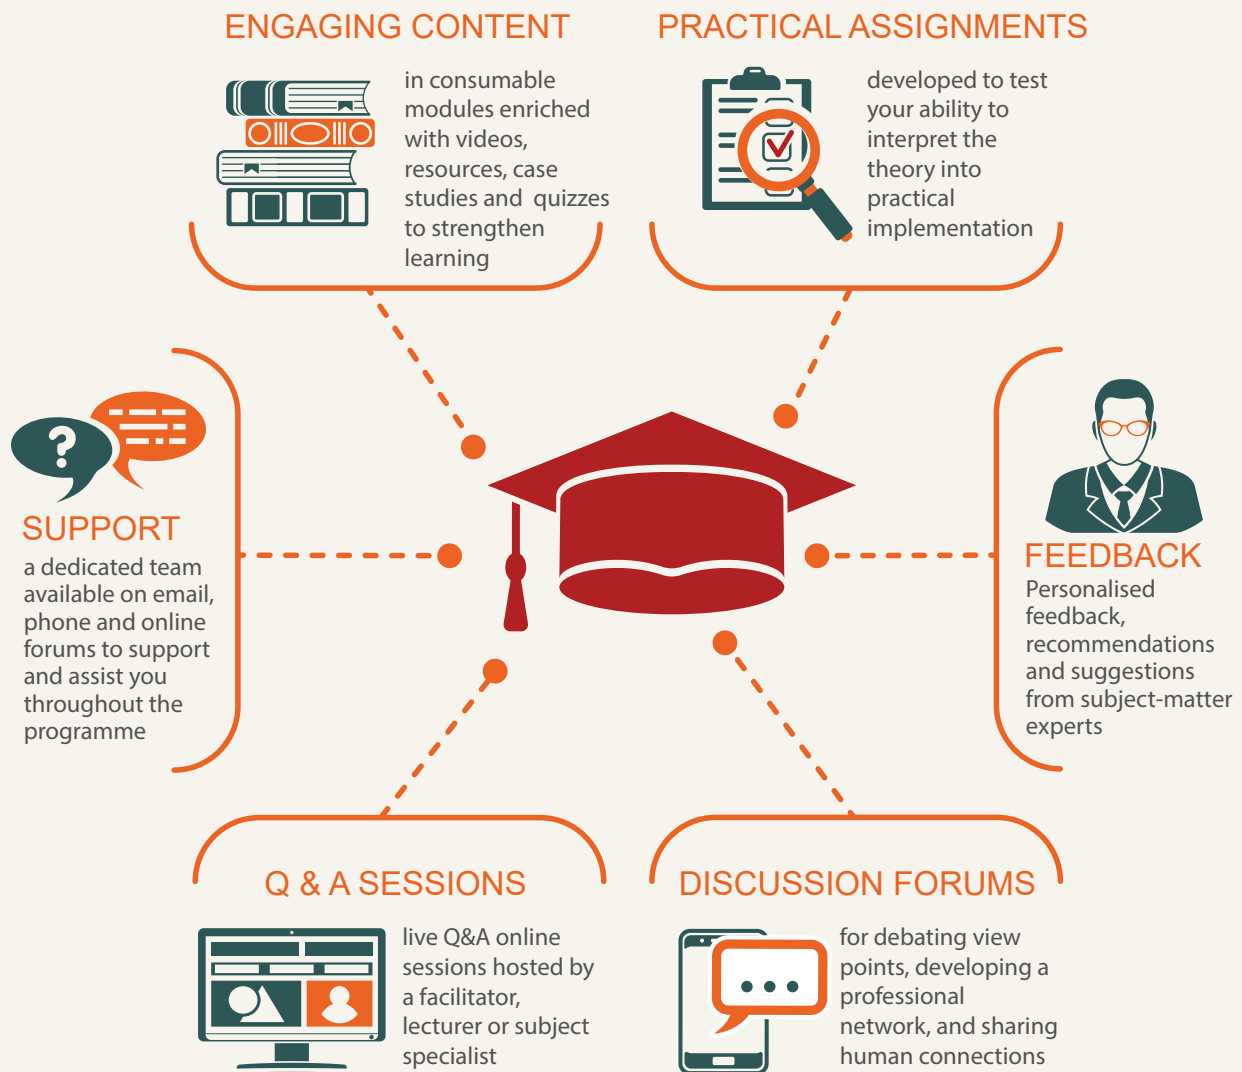 ENGAGING CONTENT
in consumable
modules enriched
with videos,
resources, case
studies and  quizzes
to strengthen
learning
PRACTICAL ASSIGNMENTS
developed to test
your ability to
interpret the
theory into
practical
implementation
?
SUPPORT
a dedicated team
available on email,
phone and online
forums to support
and assist you
throughout the
programme
FEEDBACK
Personalised
feedback,
recommendations
and suggestions
from subject-matter
experts
Q & A SESSIONS
live Q&A online
sessions hosted by
a facilitator,
lecturer or subject
specialist
DISCUSSION FORUMS
for debating view
points, developing a
professional
network, and sharing
human connections